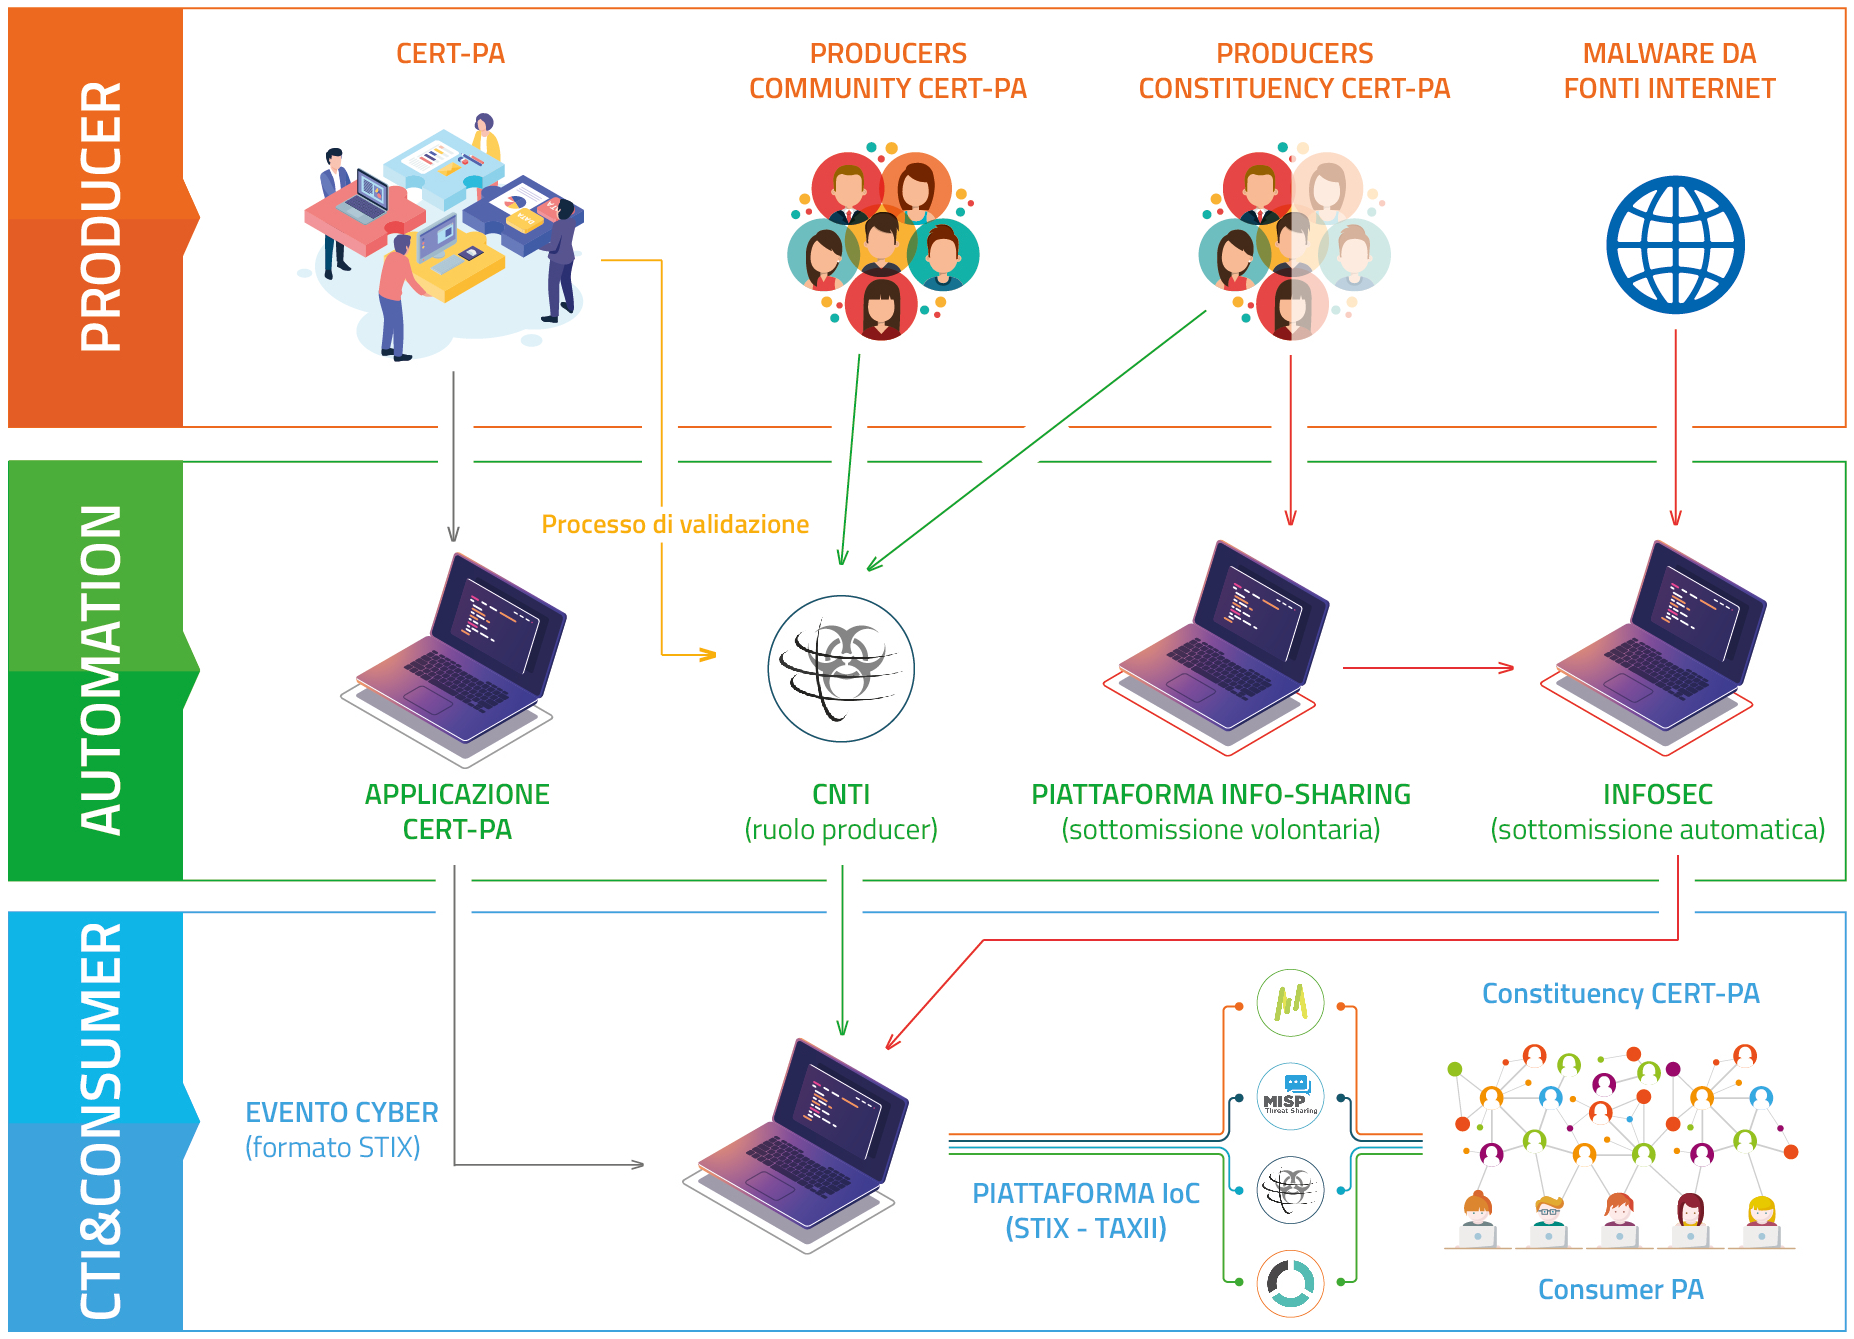 PRODUCER
CERT-PA
PRODUCERS
COMMUNITY CERT-PA
PRODUCERS
CONSTITUENCY CERT-PA
MALWARE DA
FONTI INTERNET
AUTOMATION
Processo di validazione
APPLICAZIONE
CERT-PA
CNTI
(ruolo producer)
PIATTAFORMA INFO-SHARING
(sottomissione volontaria)
INFOSEC
(sottomissione automatica)
CTI&CONSUMER
EVENTO CYBER
(formato STIX)
PIATTAFORMA IoC
(STIX - TAXII)
MISP
Threat Sharing
Constituency CERT-PA
Consumer PA